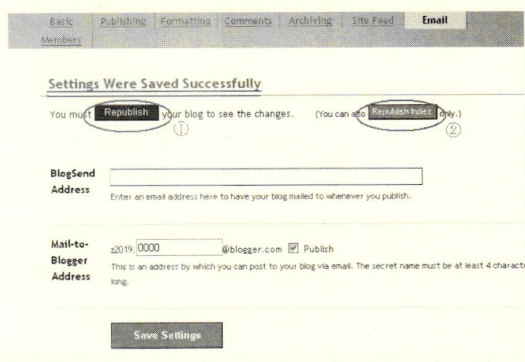 Basic Publishing Formatting Comments Archiving Site Feed Email
Members
Settings Were Saved Successfully
You must Republish your blog to see the changes. (You can also Republish Index only.)
① ②
BlogSend
Address
Enter an email address here to have your blog mailed to whenever you publish.
Mail-to-
Blogger
Address
z2019. 0000 @blogger.com Publish
This is an address by which you can post to your blog via email. The secret name must be at least 4 characte
long.
Save Settings